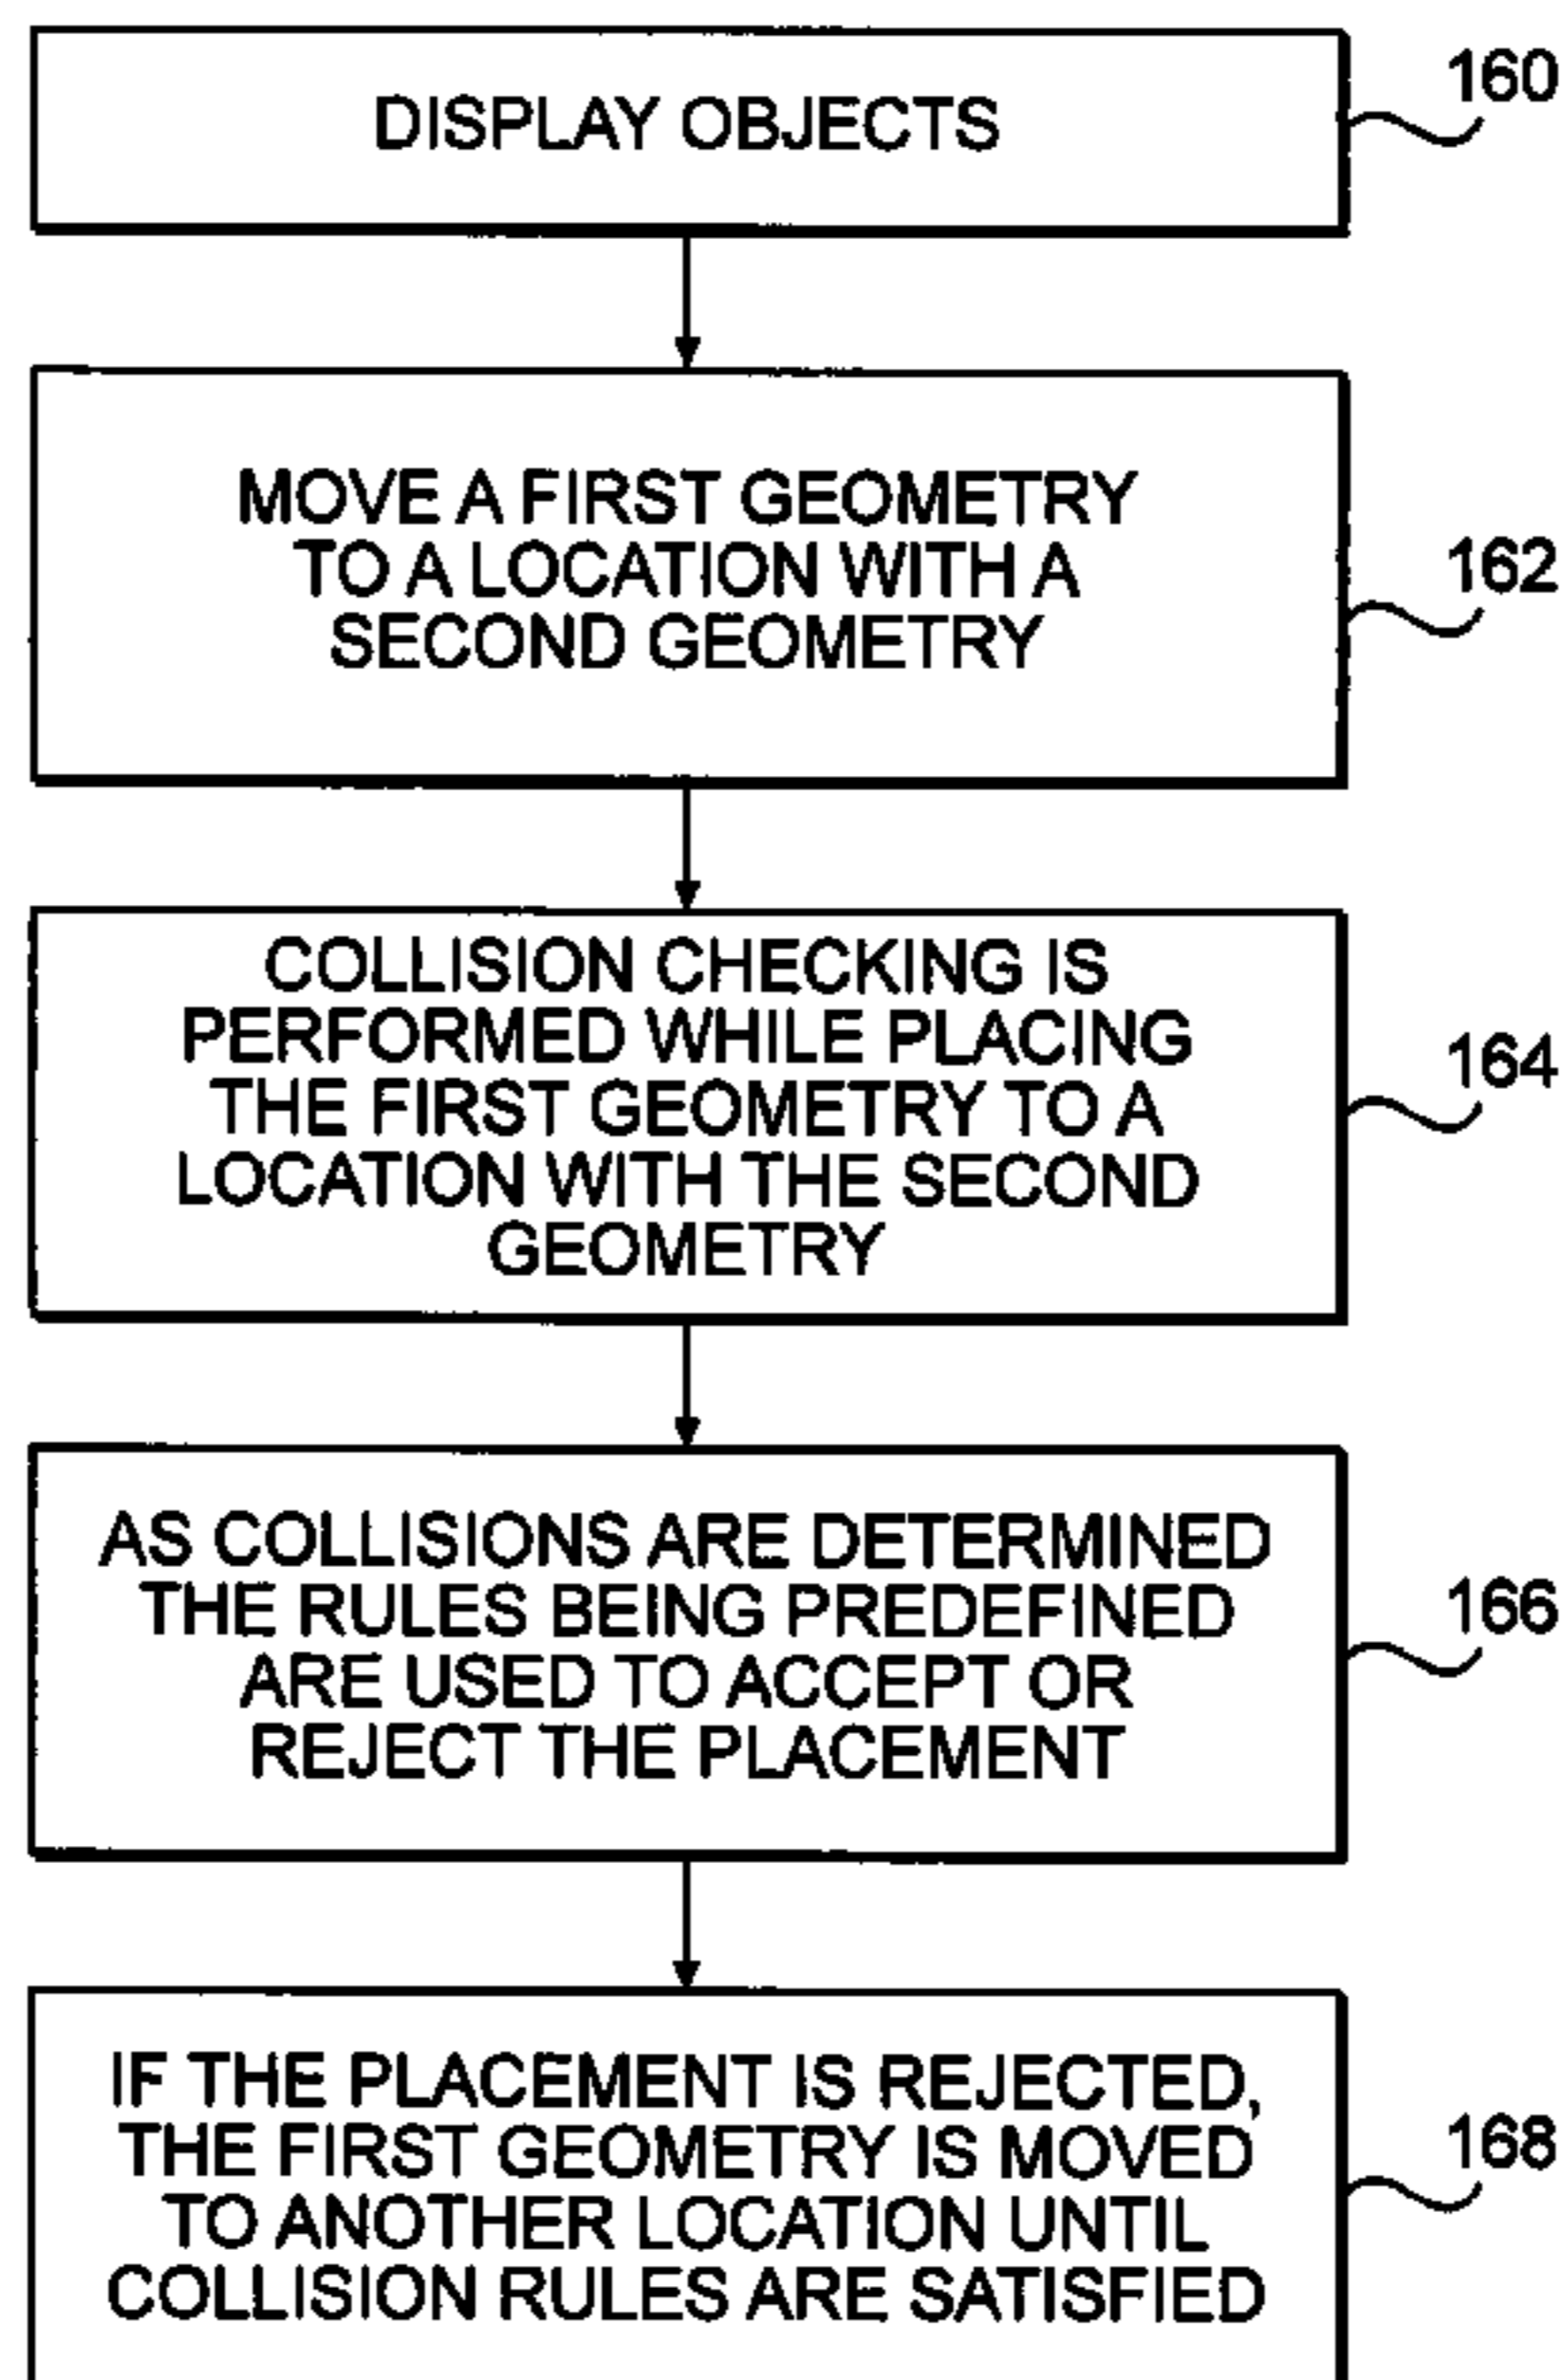 DISPLAY OBJECTS
160
MOVE A FIRST GEOMETRY
TO A LOCATION WITH A
SECOND GEOMETRY
162
COLLISION CHECKING IS
PERFORMED WHILE PLACING
THE FIRST GEOMETRY TO A
LOCATION WITH THE SECOND
GEOMETRY
164
AS COLLISIONS ARE DETERMINED
THE RULES BEING PREDEFINED
ARE USED TO ACCEPT OR
REJECT THE PLACEMENT
166
IF THE PLACEMENT IS REJECTED,
THE FIRST GEOMETRY IS MOVED
TO ANOTHER LOCATION UNTIL
COLLISION RULES ARE SATISFIED
168